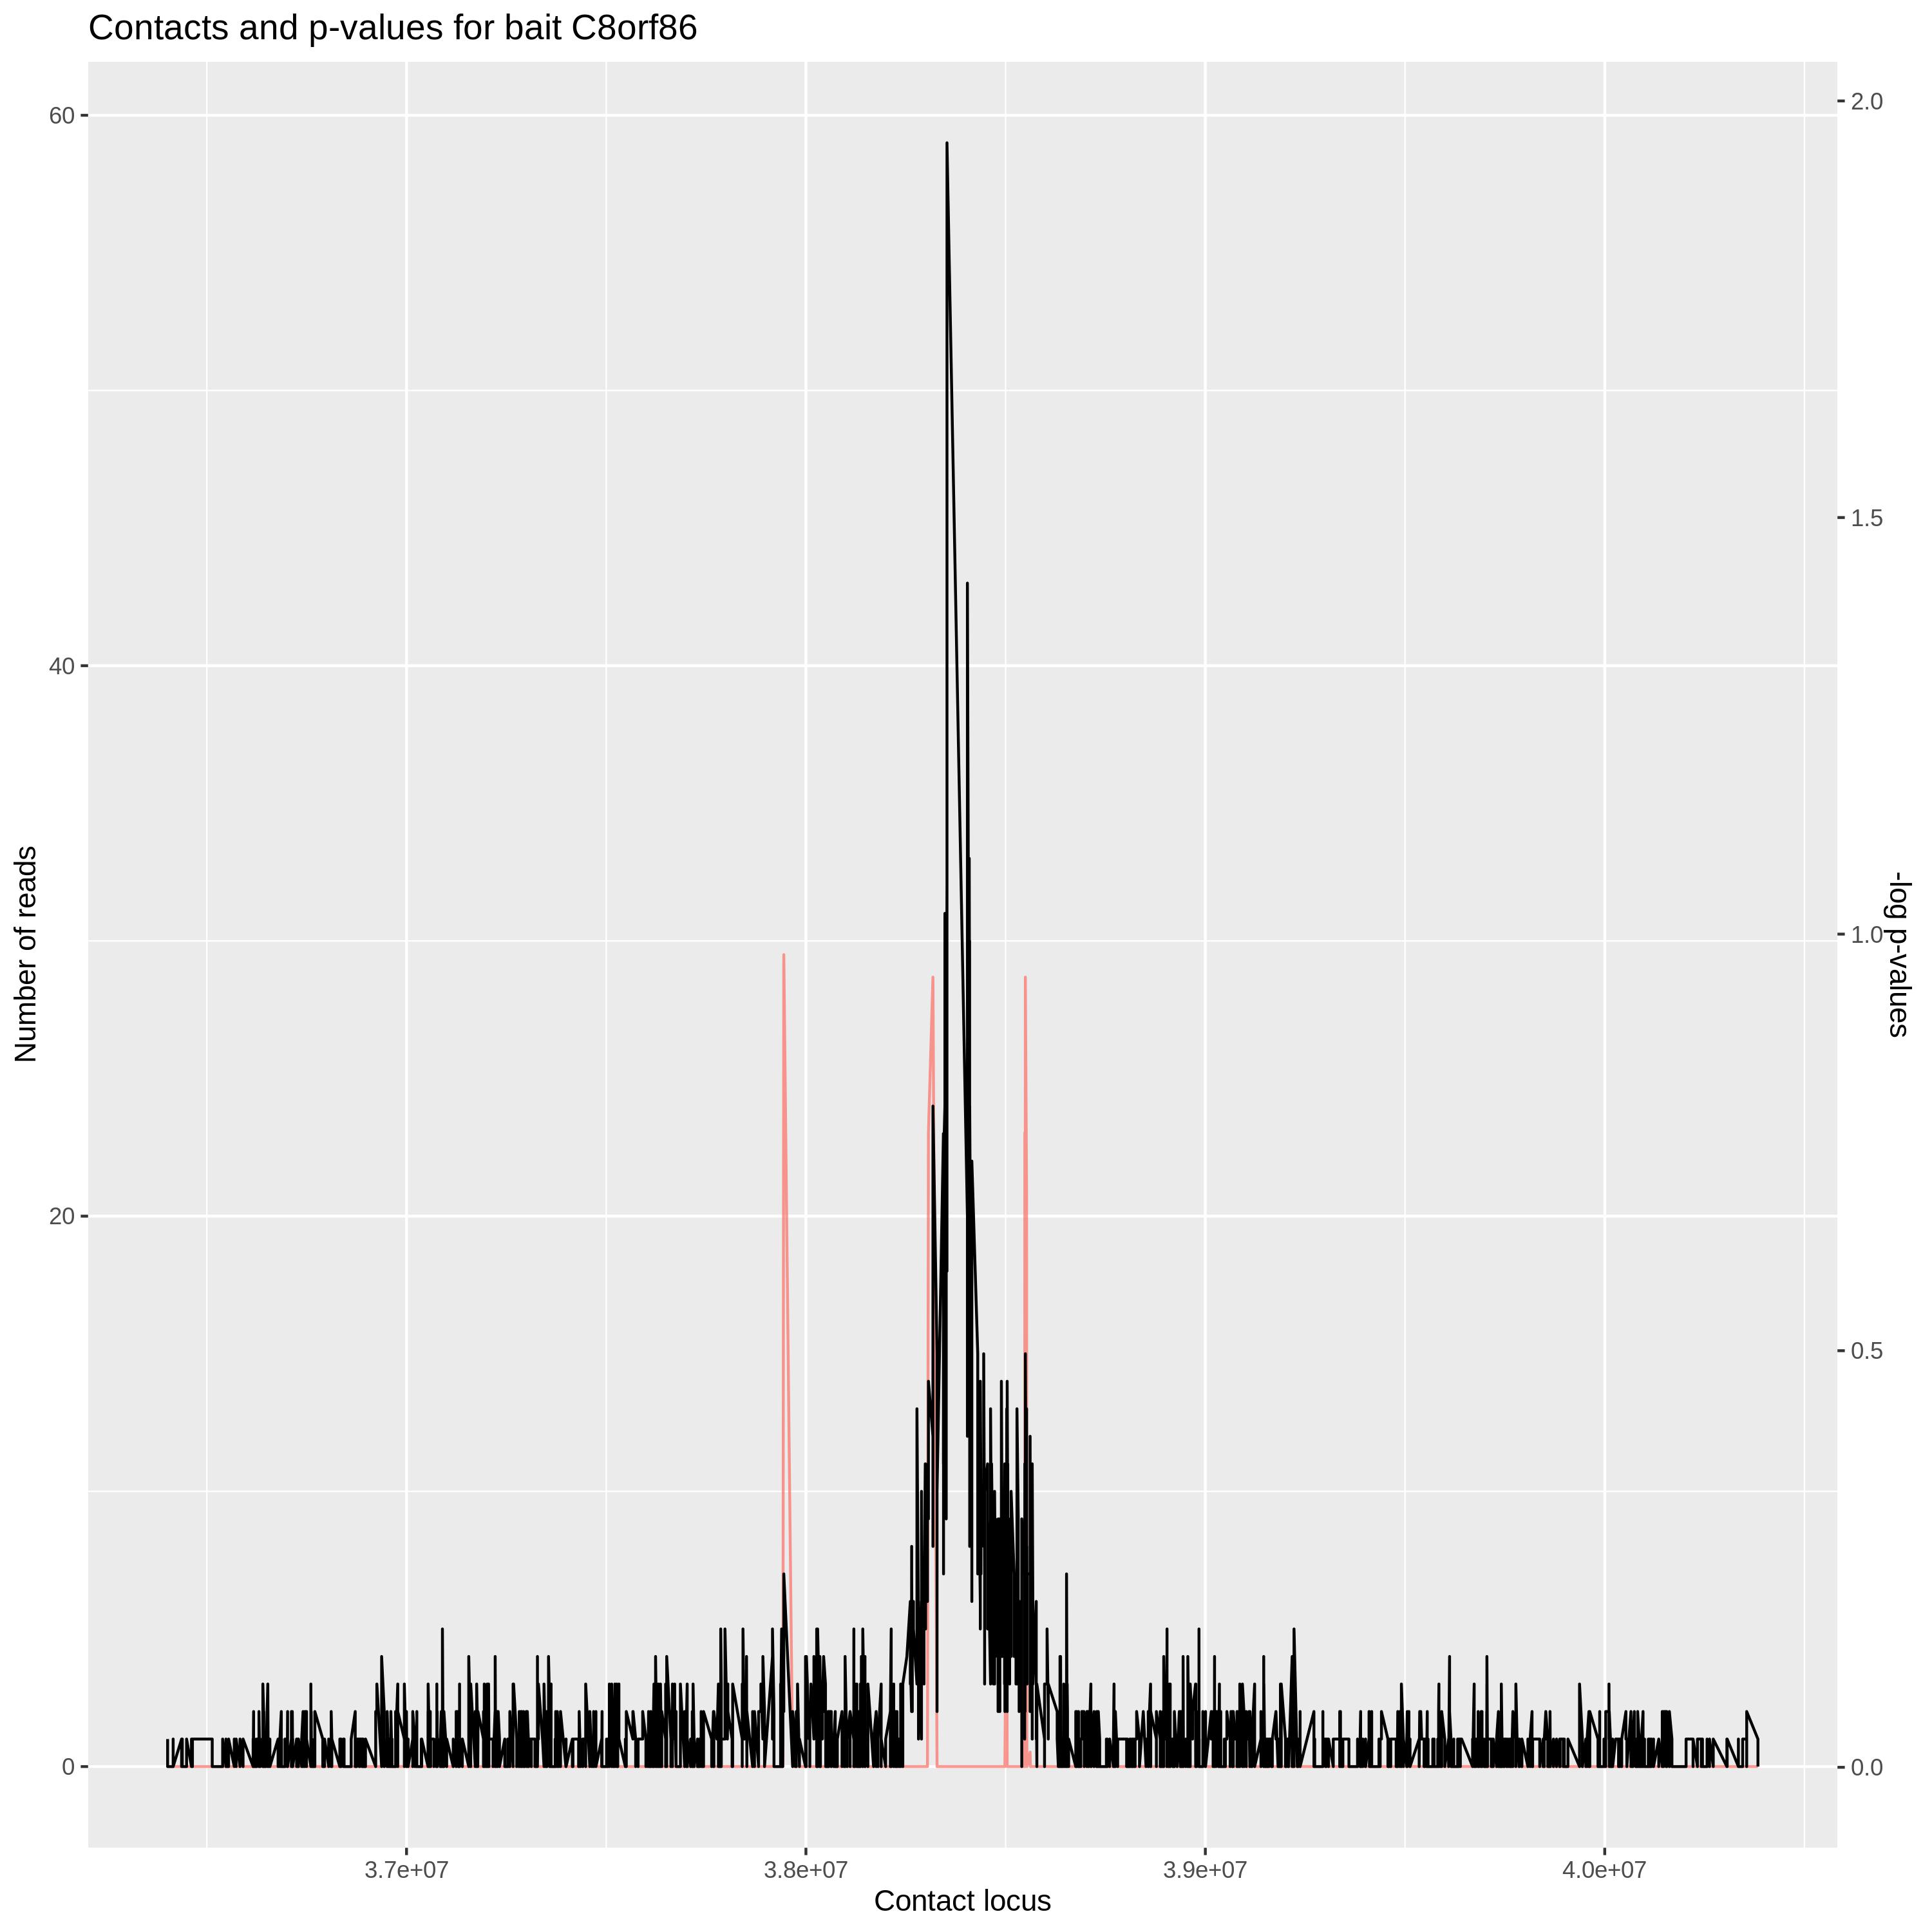 Contacts and p-values for bait C8orf86
60
40
20
0
Number of reads
2.0
1.5
1.0
0.5
0.0
-log p-values
3.7e+07 3.8e+07 3.9e+07 4.0e+07
Contact locus